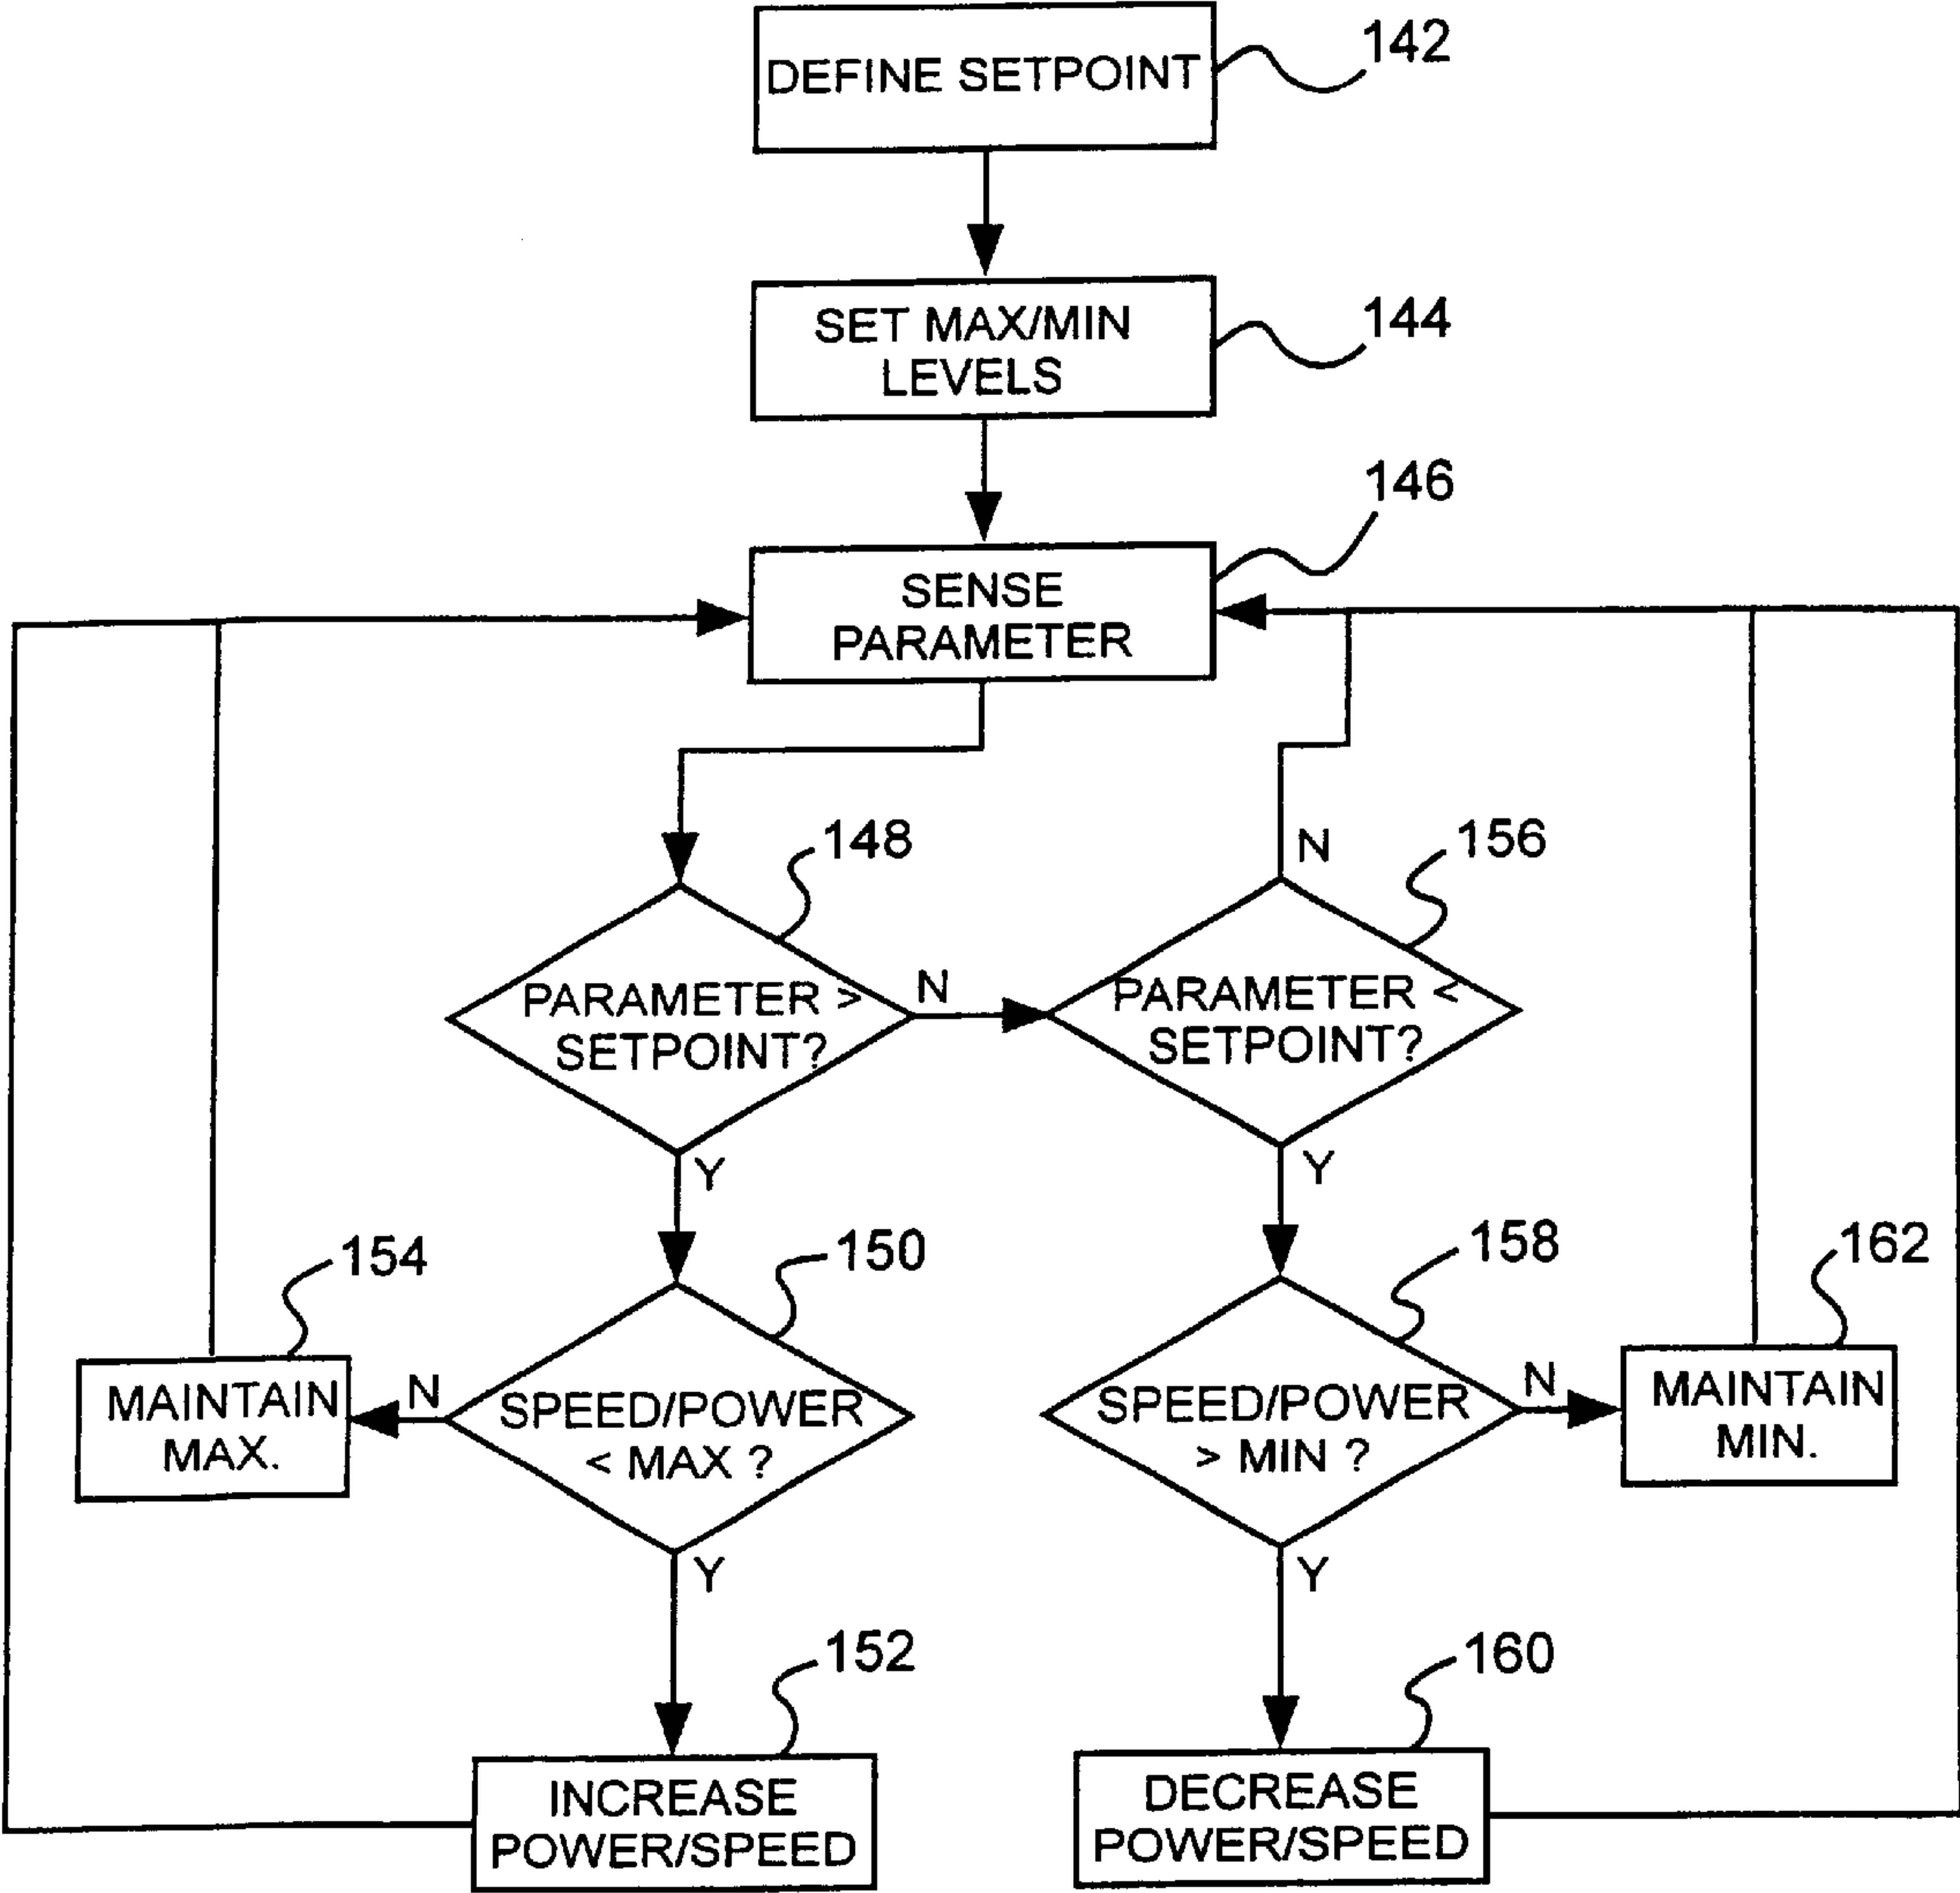 DEFINE SETPOINT
142
SET MAX/MIN
LEVELS
144
146
SENSE
PARAMETER
148
N
156
PARAMETER >
SETPOINT?
N
PARAMETER <
SETPOINT?
Y
Y
154
150
158
162
MAINTAIN
MAX.
N
SPEED/POWER
< MAX ?
SPEED/POWER
> MIN ?
N
MAINTAIN
MIN.
Y
Y
152
160
INCREASE
POWER/SPEED
DECREASE
POWER/SPEED